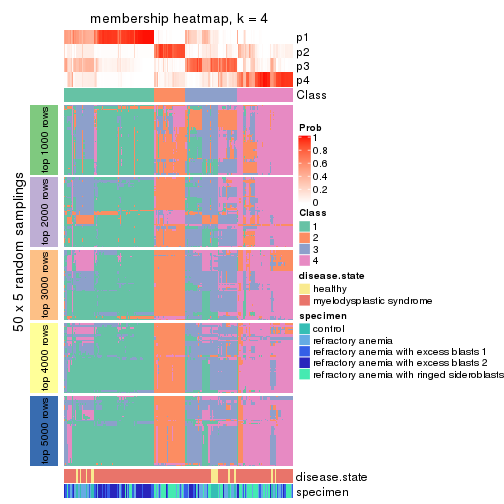 membership heatmap, k = 4
p1
p2
p3
p4
Class
50 x 5 random samplings
top 1000 rows
top 2000 rows
top 3000 rows
top 4000 rows
top 5000 rows
disease.state
specimen
Prob
1
0.8
0.6
0.4
0.2
0
Class
1
2
3
4
disease.state
healthy
myelodysplastic syndrome
specimen
control
refractory anemia
refractory anemia with excess blasts 1
refractory anemia with excess blasts 2
refractory anemia with ringed sideroblasts